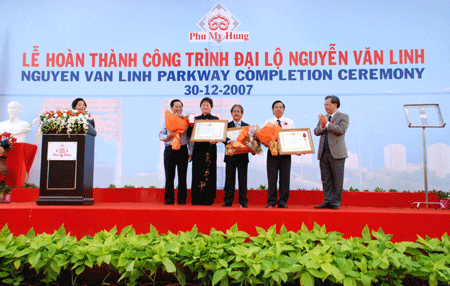 Phu My Hung
LỄ HOÀN THÀNH CÔNG TRÌNH ĐẠI LỘ NGUYỄN VĂN LINH
NGUYEN VAN LINH PARKWAY COMPLETION CEREMONY
30-12-2007
Phu My Hung